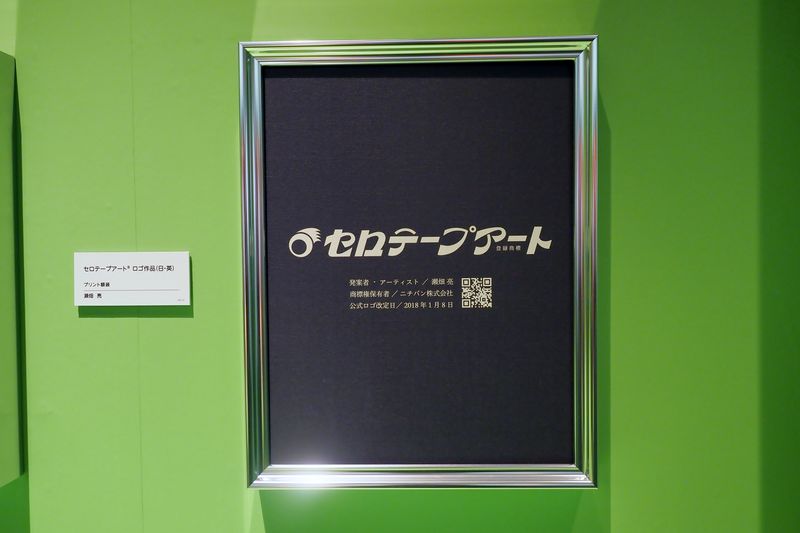 セロテープアート® ロゴ作品(日・英)
プリント額装
瀬畑 亮
セロテープアート
登録商標
発案者・アーティスト／瀬畑 亮
商標権保有者／ニチバン株式会社
公式ロゴ改定日／2018年1月8日